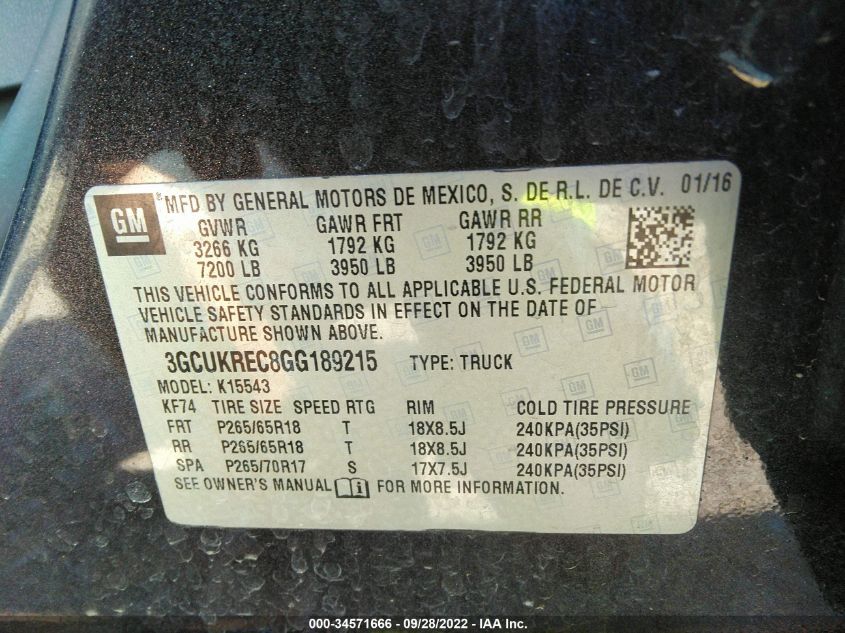 GM
® MFD BY GENERAL MOTORS DE MEXICO, S. DE R.L. DE C.V. 01/16
GVWR GAWR FRT GAWR RR
3266 KG 1792 KG 1792 KG
7200 LB 3950 LB 3950 LB
THIS VEHICLE CONFORMS TO ALL APPLICABLE U.S. FEDERAL MOTOR
VEHICLE SAFETY STANDARDS IN EFFECT ON THE DATE OF
MANUFACTURE SHOWN ABOVE.
3GCUKREC8GG189215 TYPE: TRUCK
MODEL: K15543
KF74 TIRE SIZE SPEED RTG RIM COLD TIRE PRESSURE
FRT P265/65R18 T 18X8.5J 240KPA(35PSI)
RR P265/65R18 T 18X8.5J 240KPA(35PSI)
SPA P265/70R17 S 17X7.5J 240KPA(35PSI)
SEE OWNER'S MANUAL i FOR MORE INFORMATION.
000-34571666 - 09/28/2022 - IAA Inc.